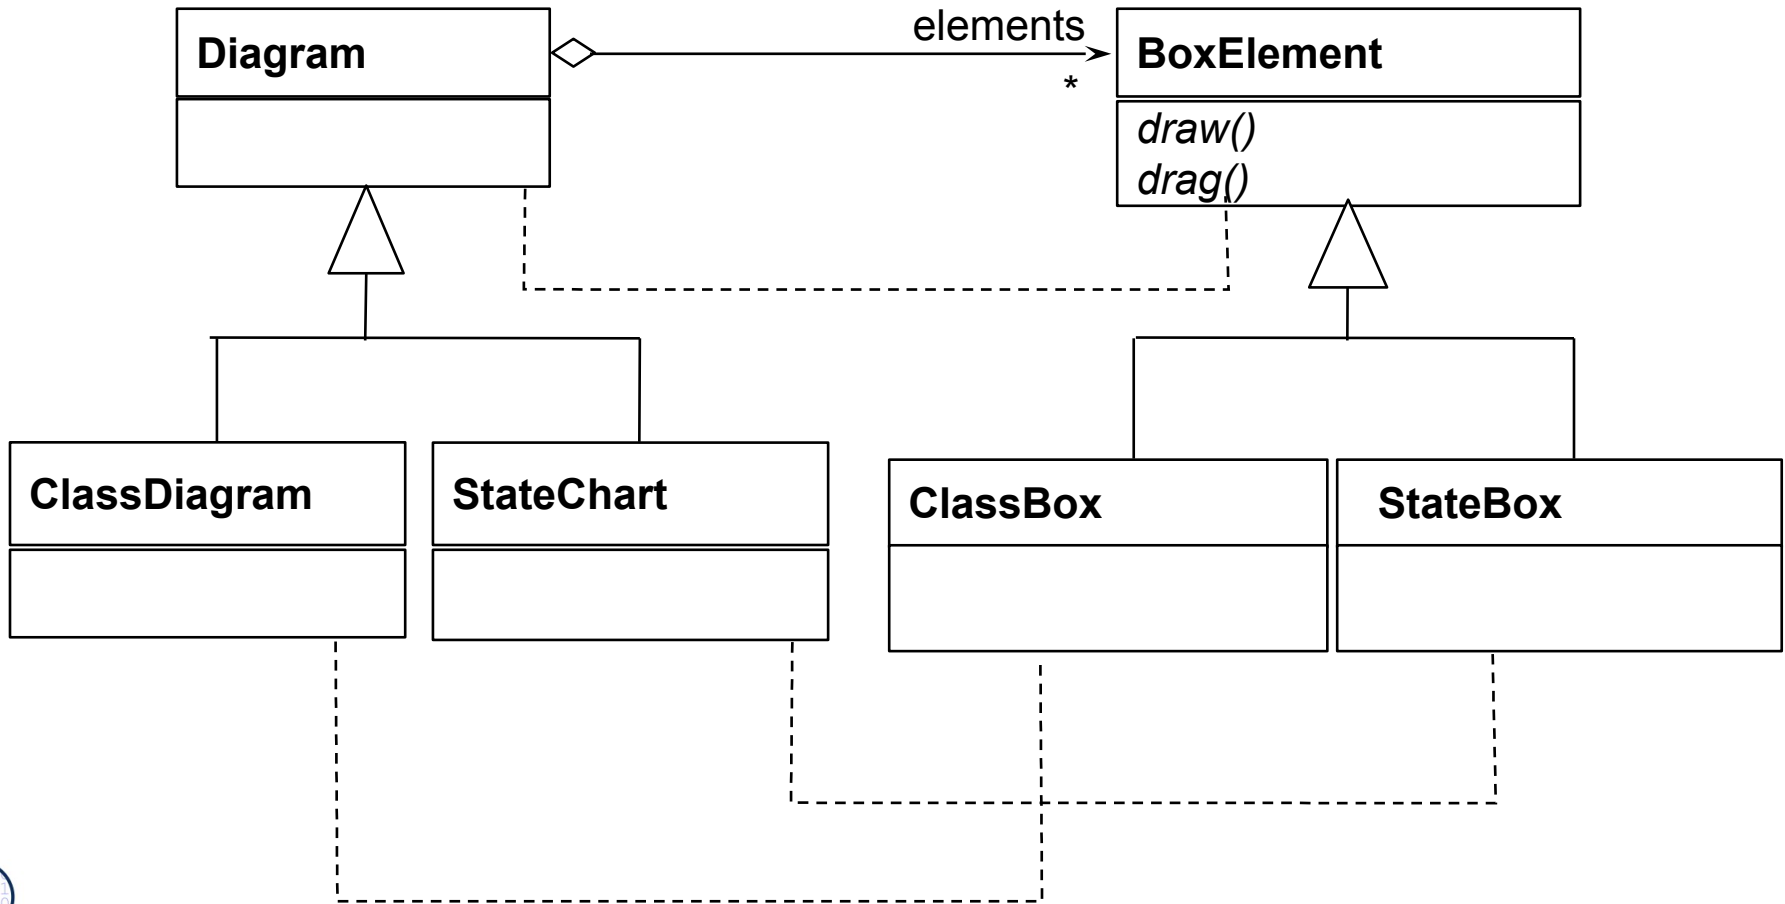 Diagram
elements
*
BoxElement
draw()
drag()
ClassDiagram
StateChart
ClassBox
StateBox